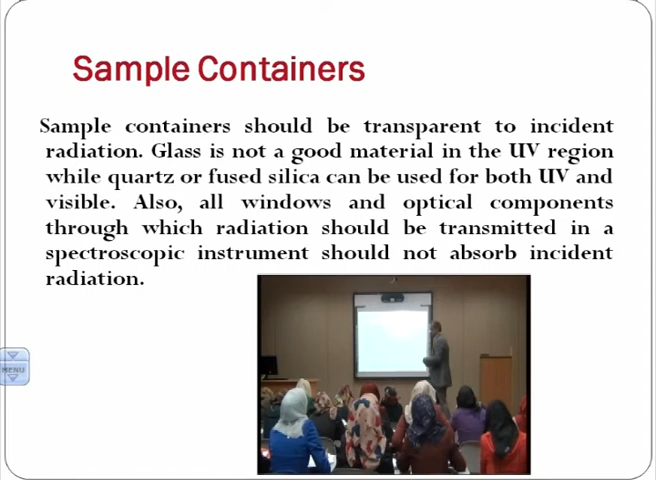 Sample Containers
Sample containers should be transparent to incident
radiation. Glass is not a good material in the UV region
while quartz or fused silica can be used for both UV and
visible. Also, all windows and optical components
through which radiation should be transmitted in a
spectroscopic instrument should not absorb incident
radiation.
MENU